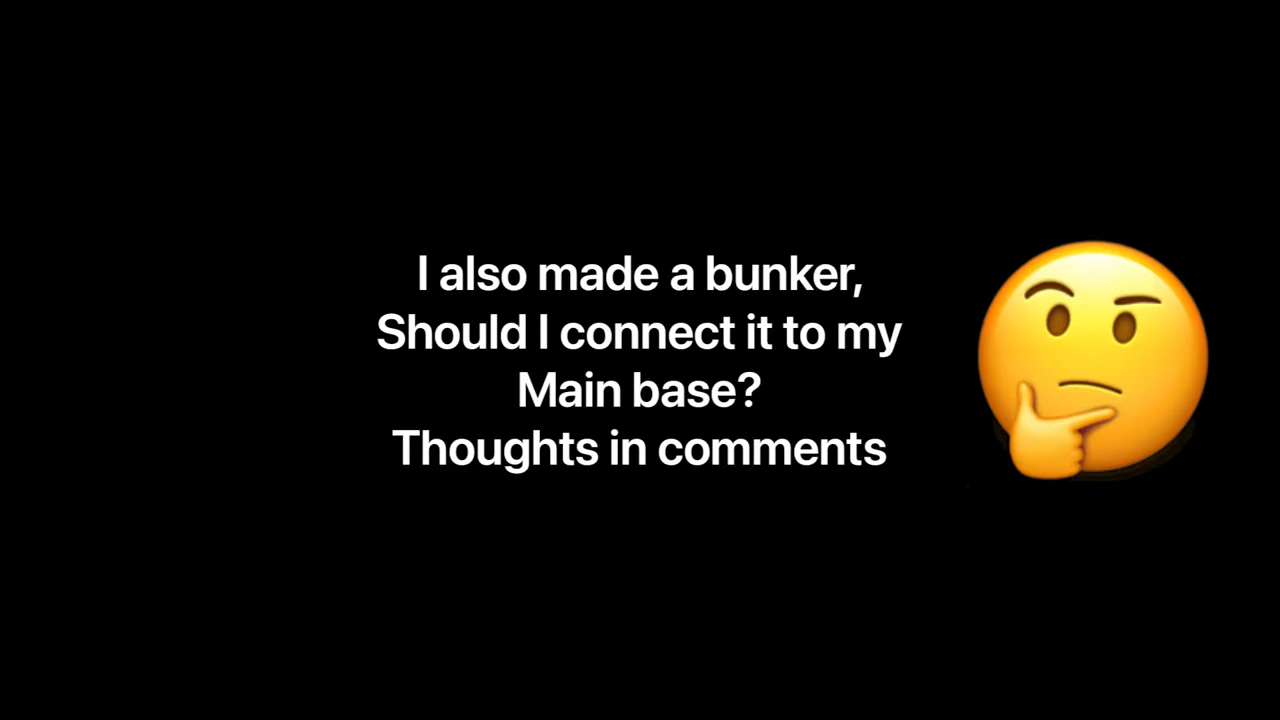 I also made a bunker,
Should I connect it to my
Main base?
Thoughts in comments